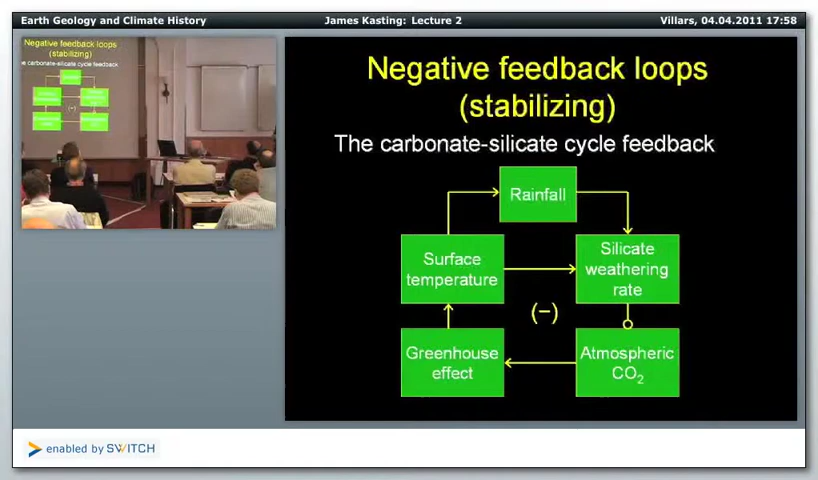 Earth Geology and Climate History
James Kasting: Lecture 2
Villars, 04.04.2011 17:58
Negative feedback loops
(stabilizing)
e carbonate-silicate cycle feedback
(−)
Negative feedback loops
(stabilizing)
The carbonate-silicate cycle feedback
Rainfall
Surface
temperature
Silicate
weathering
rate
(−)
Greenhouse
effect
Atmospheric
CO₂
enabled by SWITCH